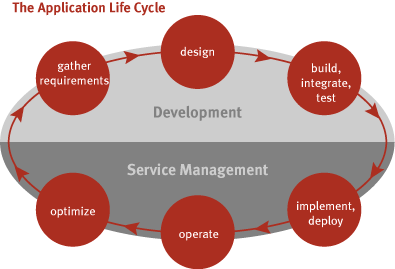 The Application Life Cycle
design
gather
requirements
build,
integrate,
test
Development
Service Management
optimize
operate
implement,
deploy